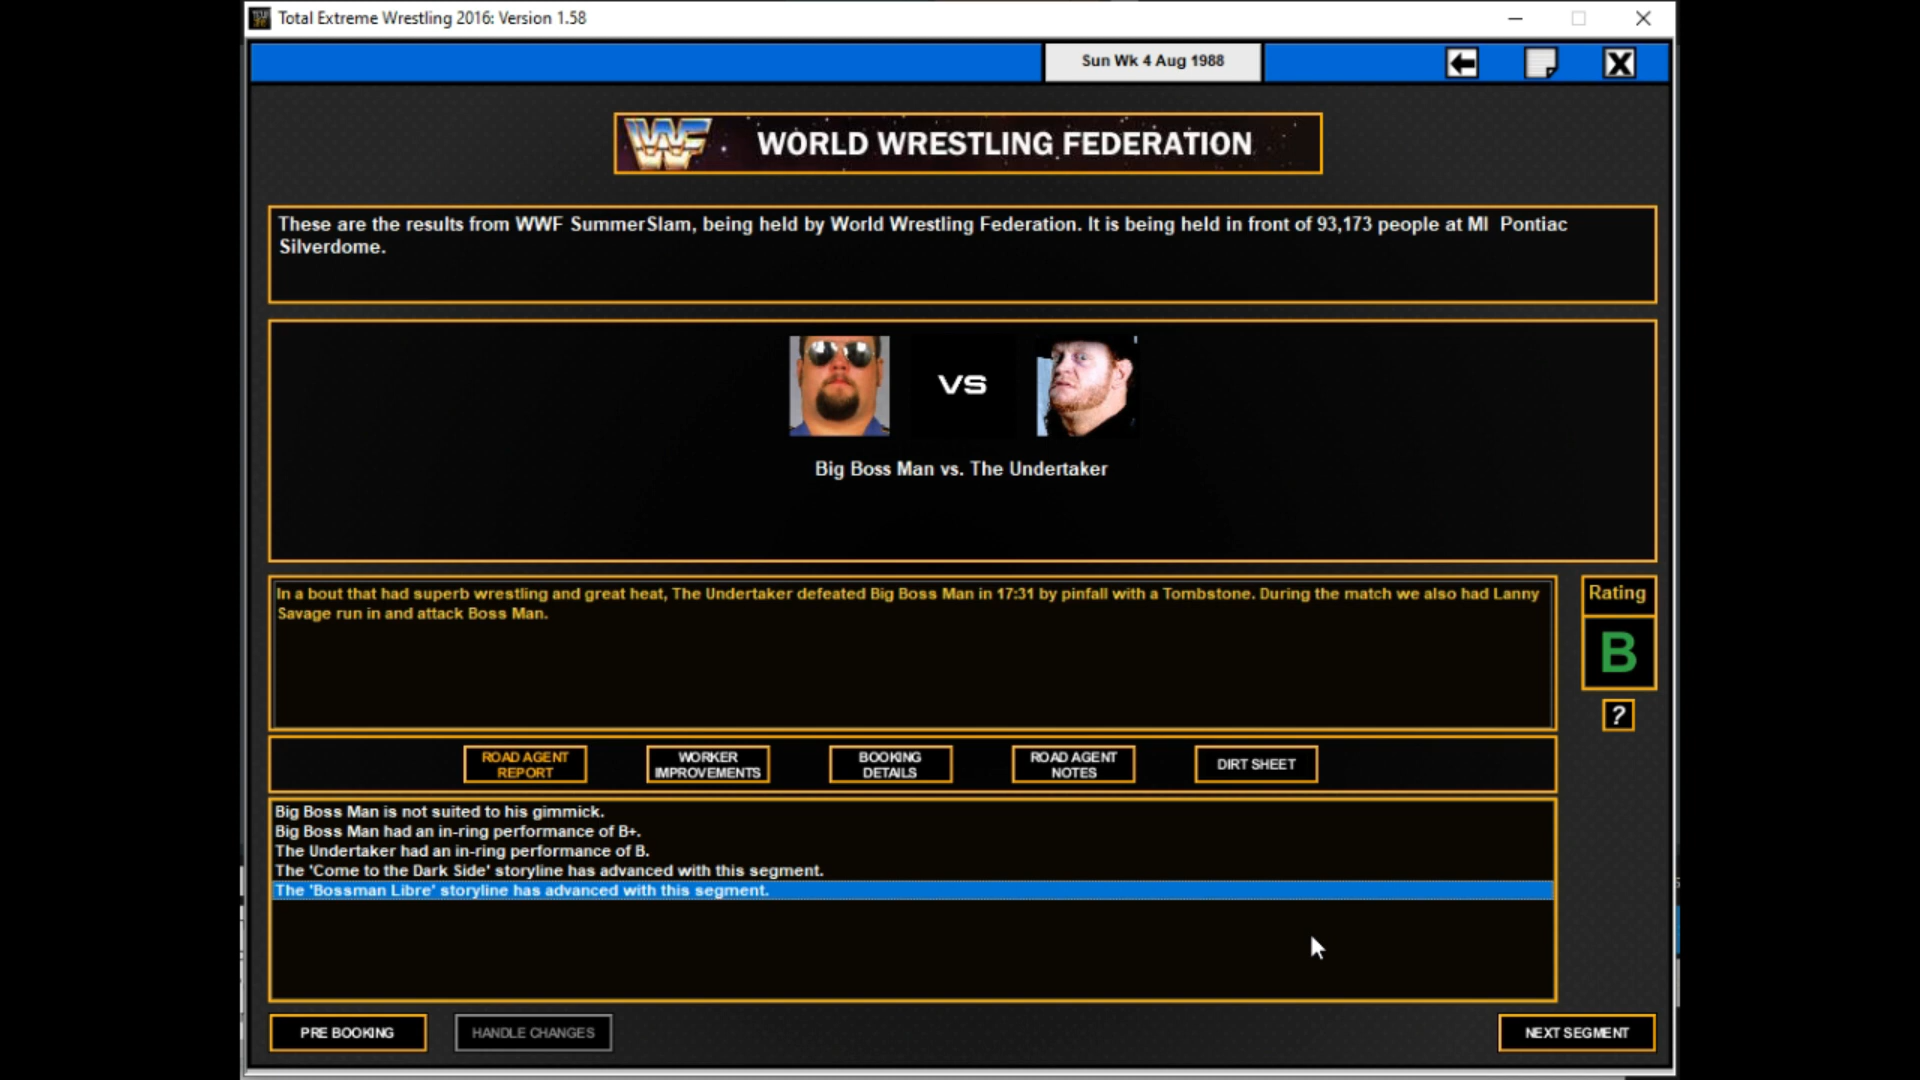 Total Extreme Wrestling 2016: Version 1.58
Sun Wk 4 Aug 1988
WF WORLD WRESTLING FEDERATION
These are the results from WWF SummerSlam, being held by World Wrestling Federation. It is being held in front of 93,173 people at MI Pontiac
Silverdome.
VS
Big Boss Man vs. The Undertaker
In a bout that had superb wrestling and great heat, The Undertaker defeated Big Boss Man in 17:31 by pinfall with a Tombstone. During the match we also had Lanny
Savage run in and attack Boss Man.
Rating
B
?
ROAD AGENT
REPORT
WORKER
IMPROVEMENTS
BOOKING
DETAILS
ROAD AGENT
NOTES
DIRT SHEET
Big Boss Man is not suited to his gimmick.
Big Boss Man had an in-ring performance of B+.
The Undertaker had an in-ring performance of B.
The 'Come to the Dark Side' storyline has advanced with this segment.
The 'Bossman Libre' storyline has advanced with this segment.
PRE BOOKING
HANDLE CHANGES
NEXT SEGMENT